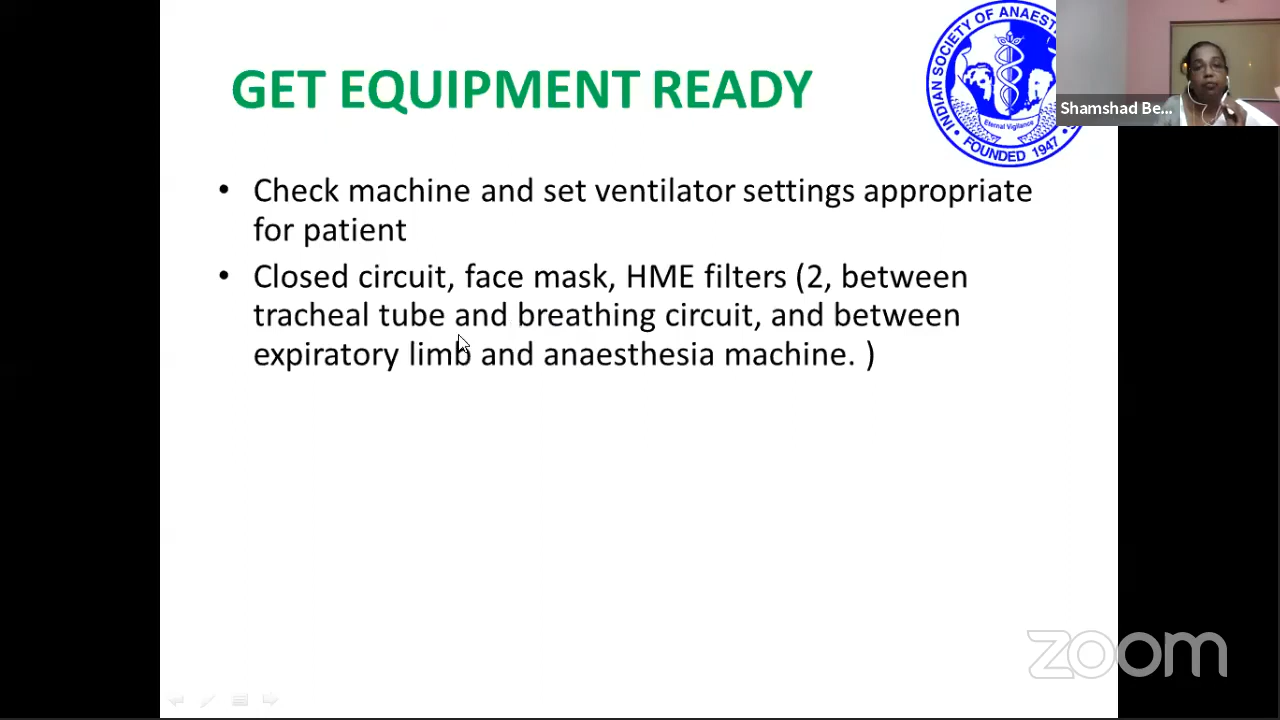 GET EQUIPMENT READY
INDIAN SOCIETY OF ANAEST
Eternal Vigilance
• FOUNDED 1947 •
Shamshad Be...
• Check machine and set ventilator settings appropriate
for patient
• Closed circuit, face mask, HME filters (2, between
tracheal tube and breathing circuit, and between
expiratory limb and anaesthesia machine. )
zoom